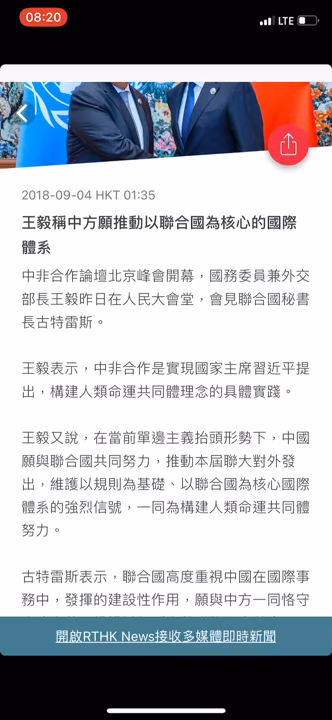 08:20
LTE
2018-09-04 HKT 01:35
王毅稱中方願推動以聯合國為核心的國際
體系
中非合作論壇北京峰會開幕，國務委員兼外交
部長王毅昨日在人民大會堂，會見聯合國秘書
長古特雷斯。
王毅表示，中非合作是實現國家主席習近平提
出，構建人類命運共同體理念的具體實踐。
王毅又說，在當前單邊主義抬頭形勢下，中國
願與聯合國共同努力，推動本屆聯大對外發
出，維護以規則為基礎、以聯合國為核心國際
體系的強烈信號，一同為構建人類命運共同體
努力。
古特雷斯表示，聯合國高度重視中國在國際事
務中，發揮的建設性作用，願與中方一同恪守
開啟RTHK News接收多媒體即時新聞